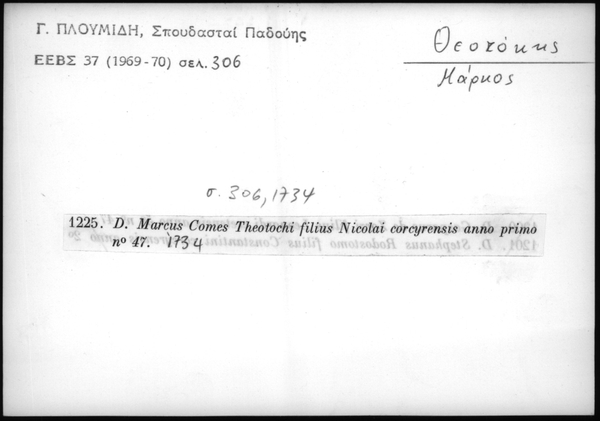 Γ. ΠΛΟΥΜΙΔΗ, Σπουδασταί Παδούης
ΕΕΒΣ 37 (1969-70) σελ. 306
Θεοτόκης
Μάρκος
σ. 306, 1734
1225. D. Marcus Comes Theotochi filius Nicolai corcyrensis anno primo
nº 47. 1734